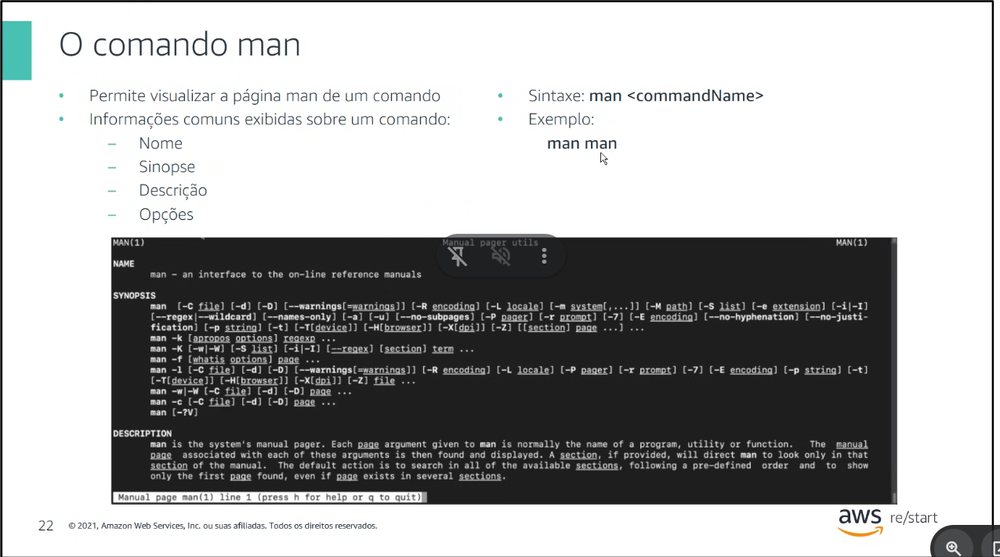 O comando man
• Permite visualizar a página man de um comando
• Informações comuns exibidas sobre um comando:
– Nome
– Sinopse
– Descrição
– Opções
• Sintaxe: man <commandName>
• Exemplo:
man man
MAN(1) Manual pager utils MAN(1)
NAME
man - an interface to the on-line reference manuals
SYNOPSIS
man [-C file] [-d] [-D] [--warnings[=warnings]] [-R encoding] [-L locale] [-m system[,...]] [-M path] [-S list] [-e extension] [-i|-I]
[--regex|--wildcard] [--names-only] [-a] [-u] [--no-subpages] [-P pager] [-r prompt] [-7] [-E encoding] [--no-hyphenation] [--no-justi-
fication] [-p string] [-t] [-T[device]] [-H[browser]] [-X[dpi]] [-Z] [[section] page ...] ...
man -k [apropos options] regexp ...
man -K [-w|-W] [-S list] [-i|-I] [--regex] [section] term ...
man -f [whatis options] page ...
man -l [-C file] [-d] [-D] [--warnings[=warnings]] [-R encoding] [-L locale] [-P pager] [-r prompt] [-7] [-E encoding] [-p string] [-t]
[-T[device]] [-H[browser]] [-X[dpi]] [-Z] file ...
man -w|-W [-C file] [-d] [-D] page ...
man -c [-C file] [-d] [-D] page ...
man [-?V]
DESCRIPTION
man is the system's manual pager. Each page argument given to man is normally the name of a program, utility or function. The manual
page associated with each of these arguments is then found and displayed. A section, if provided, will direct man to look only in that
section of the manual. The default action is to search in all of the available sections, following a pre-defined order and to show
only the first page found, even if page exists in several sections.
Manual page man(1) line 1 (press h for help or q to quit)
22 © 2021, Amazon Web Services, Inc. ou suas afiliadas. Todos os direitos reservados.
aws re/start